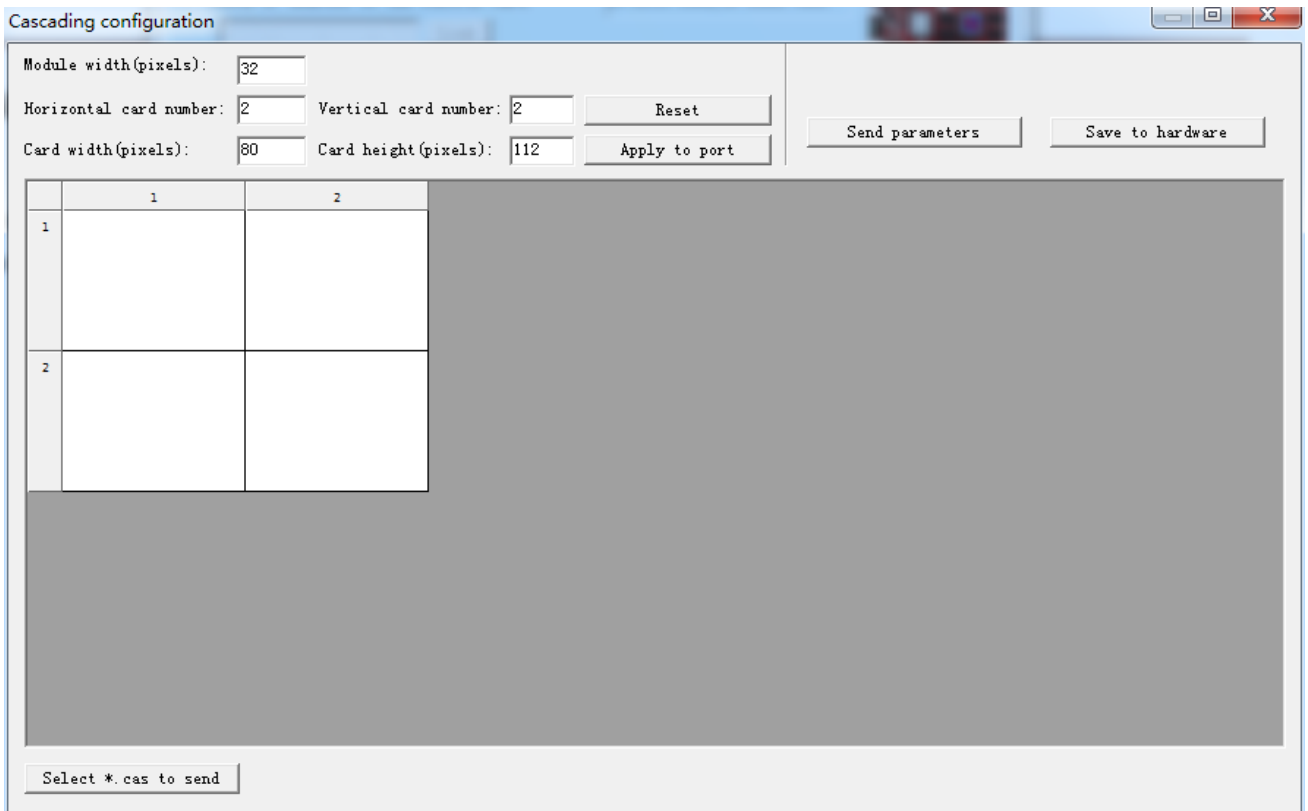 Cascading configuration
Module width(pixels): 32
Horizontal card number: 2 Vertical card number: 2 Reset
Send parameters Save to hardware
Card width(pixels): 80 Card height(pixels): 112 Apply to port
1 2
1
2
Select *.cas to send